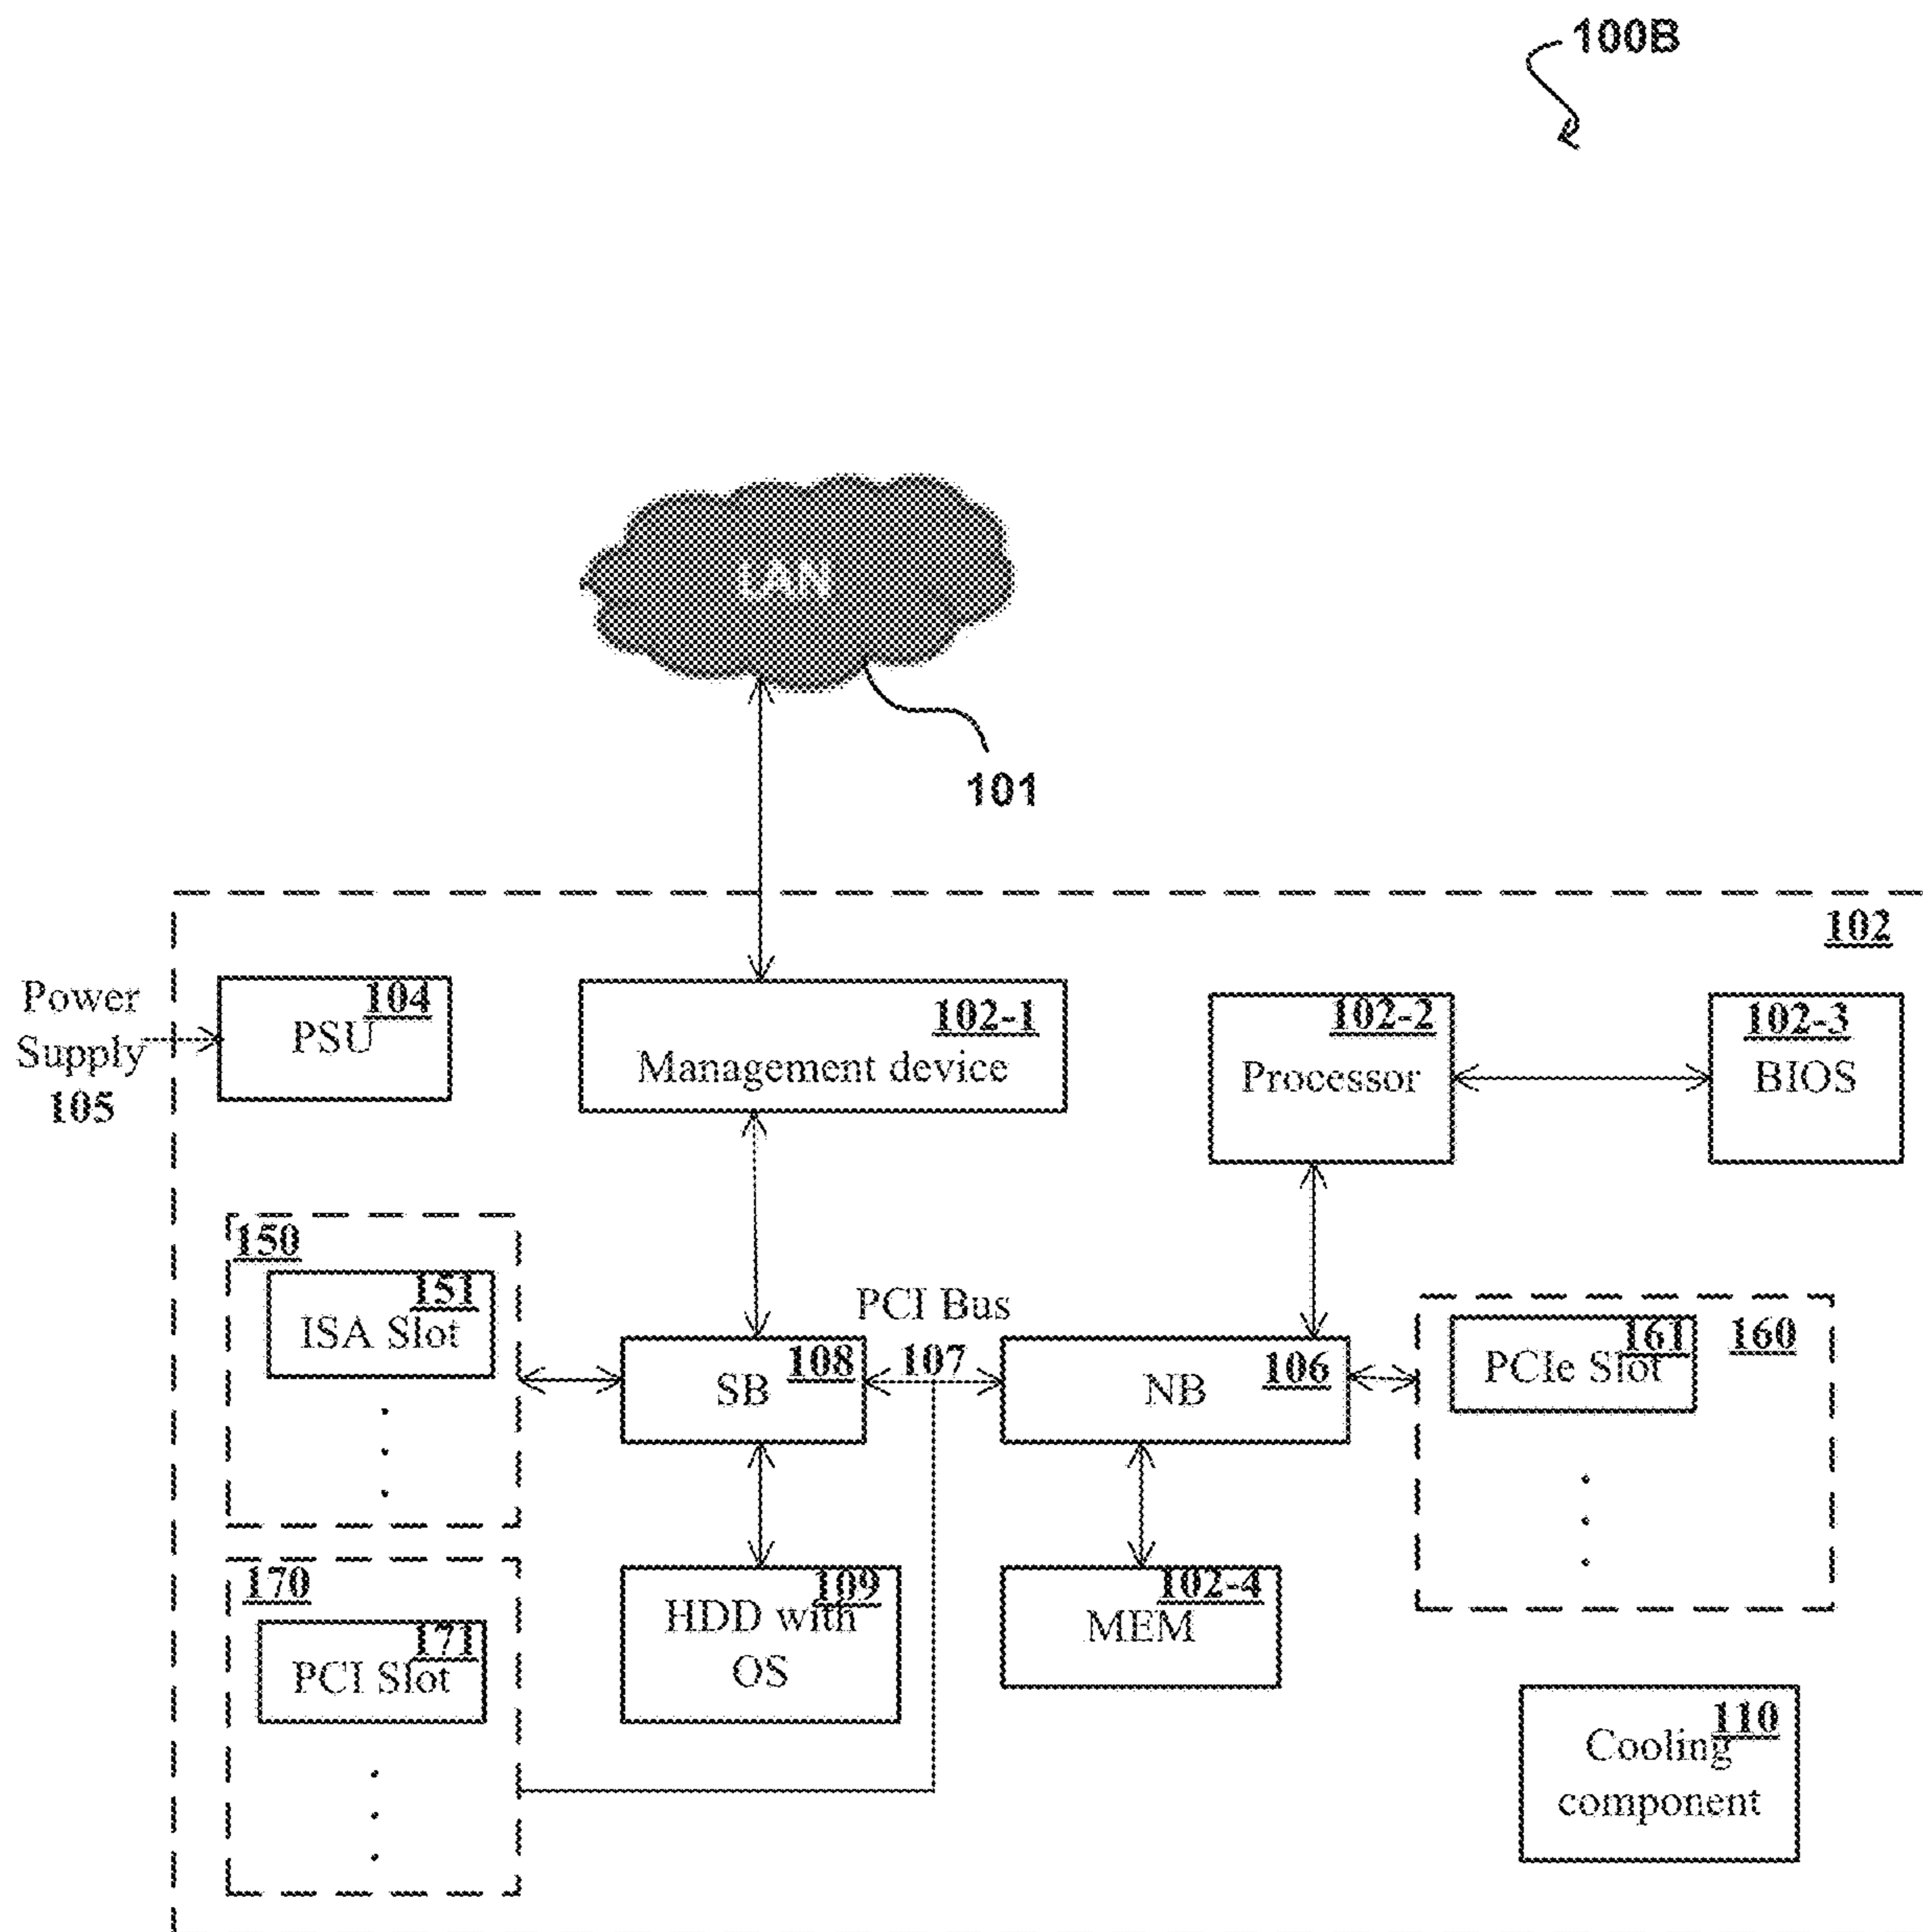 100B
LAN
101
102
Power
Supply
105
104
PSU
102-1
Management device
102-2
Processor
102-3
BIOS
150
151
ISA Slot
108
SB
PCI Bus
107
106
NB
161
PCIe Slot
160
170
171
PCI Slot
109
HDD with
OS
102-4
MEM
110
Cooling
component